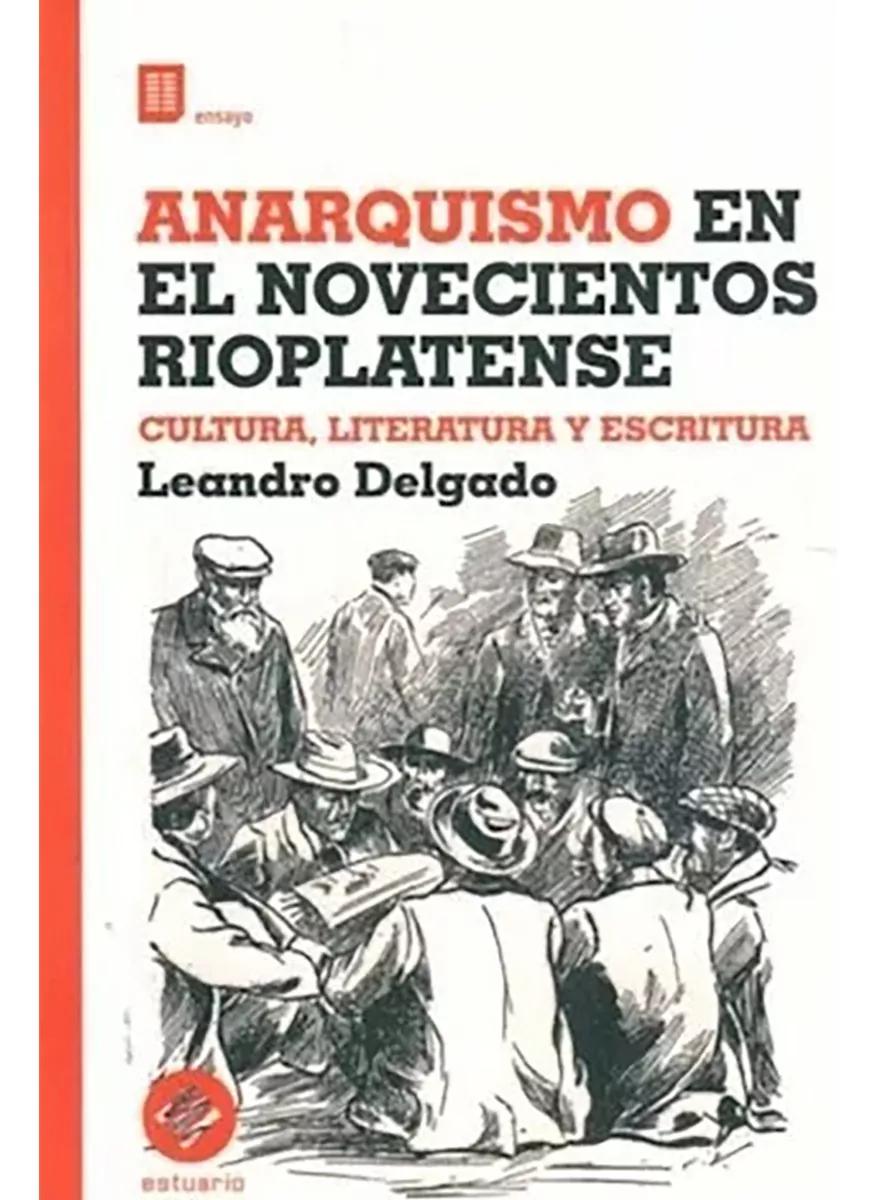 ensayo
ANARQUISMO EN
EL NOVECIENTOS
RIOPLATENSE
CULTURA, LITERATURA Y ESCRITURA
Leandro Delgado
estuario